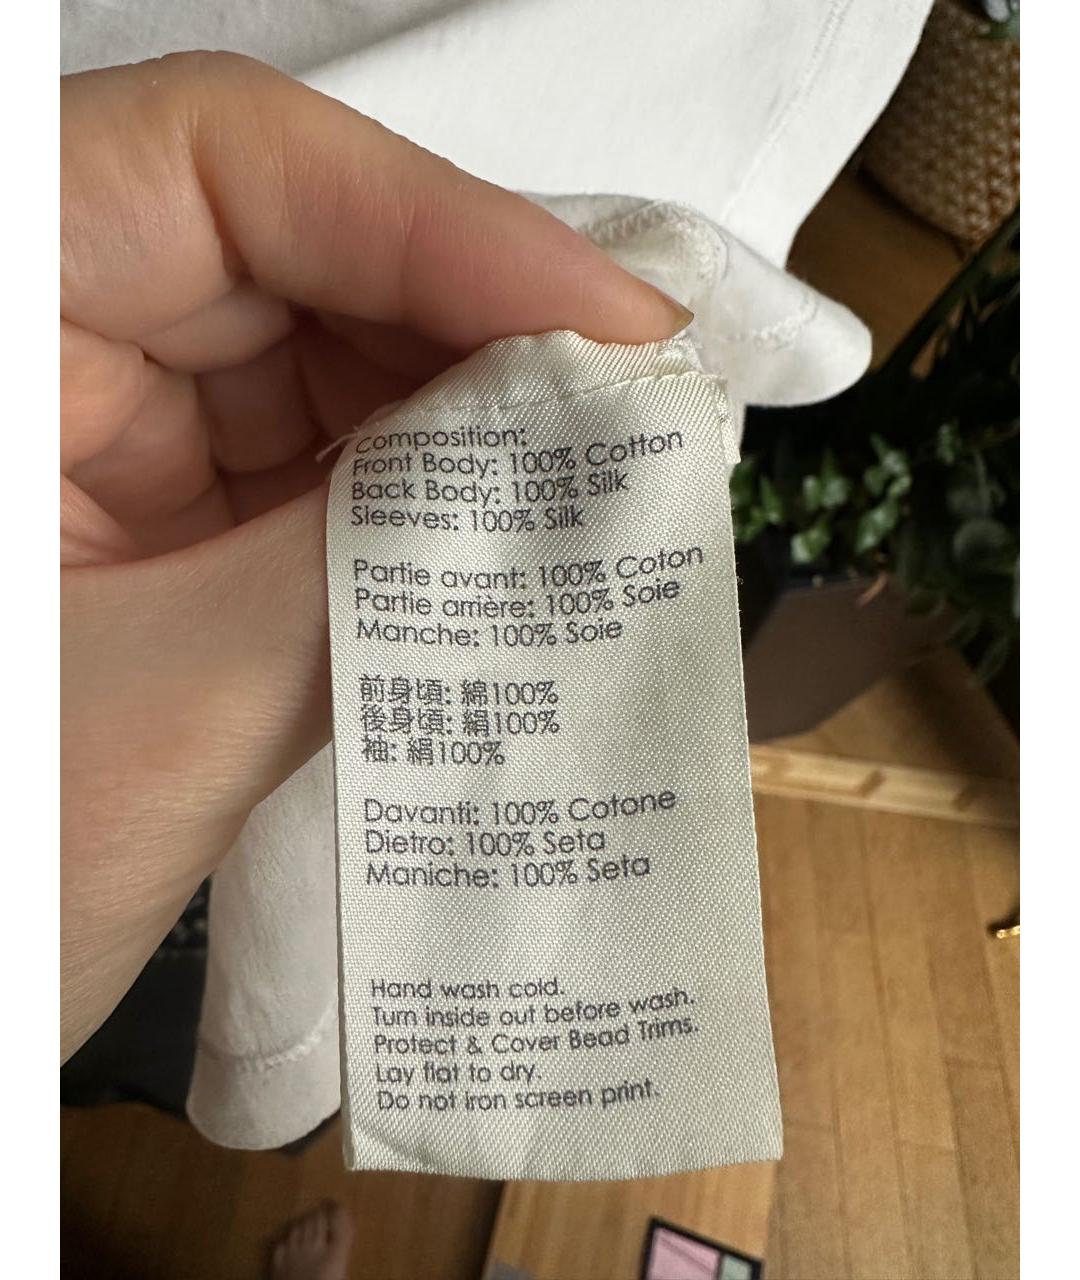 Composition:
Front Body: 100% Cotton
Back Body: 100% Silk
Sleeves: 100% Silk
Partie avant: 100% Coton
Partie arrière: 100% Soie
Manche: 100% Soie
前身頃: 綿100%
後身頃: 絹100%
袖: 絹100%
Davanti: 100% Cotone
Dietro: 100% Seta
Maniche: 100% Seta
Hand wash cold.
Turn inside out before wash.
Protect & Cover Bead Trims.
Lay flat to dry.
Do not iron screen print.